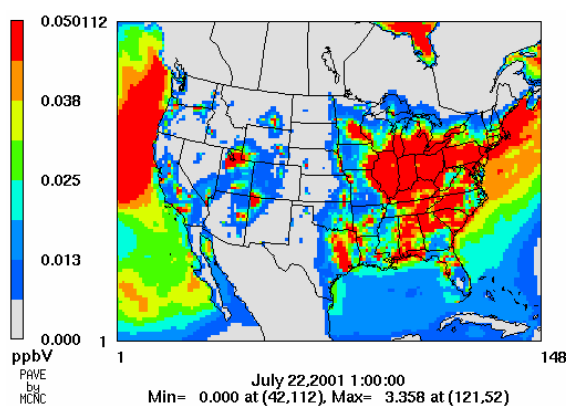 0.050112
112
0.038
0.025
0.013
0.000
1
ppbV
1
148
PAVE
by
MCNC
July 22,2001 1:00:00
Min= 0.000 at (42,112), Max= 3.358 at (121,52)